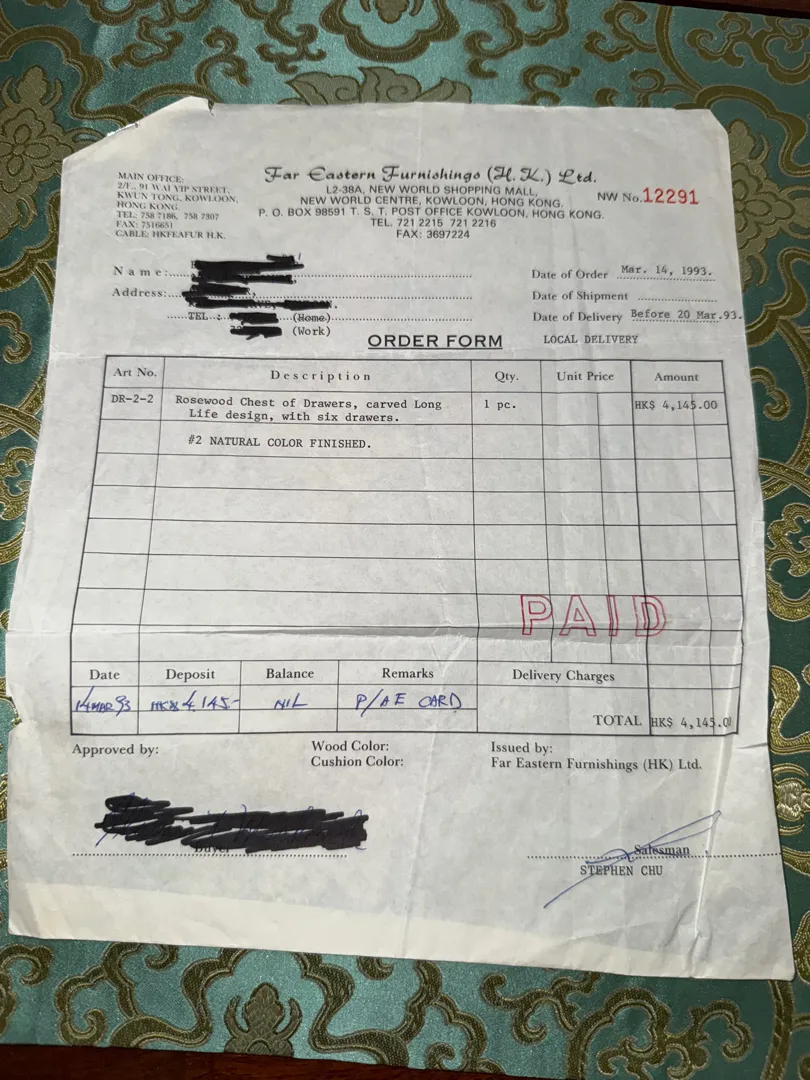 MAIN OFFICE:
2/F., 91 WAI YIP STREET,
KWUN TONG, KOWLOON,
HONG KONG.
TEL: 758 7186, 758 7307
FAX: 7516651
CABLE: HKFEAFUR H.K.
Far Eastern Furnishings (H.K.) Ltd.
L2-38A, NEW WORLD SHOPPING MALL,
NEW WORLD CENTRE, KOWLOON, HONG KONG.
P. O. BOX 98591 T. S. T. POST OFFICE KOWLOON, HONG KONG.
TEL. 721 2215 721 2216
FAX: 3697224
NW No. 12291
Name:
Address:
TEL : (Home)
(Work)
Date of Order Mar. 14, 1993.
Date of Shipment
Date of Delivery Before 20 Mar.93.
LOCAL DELIVERY
ORDER FORM
Art No. Description Qty. Unit Price Amount
DR-2-2 Rosewood Chest of Drawers, carved Long 1 pc. HK$ 4,145.00
Life design, with six drawers.
#2 NATURAL COLOR FINISHED.
PAID
Date Deposit Balance Remarks Delivery Charges
14 MAR 93 HK$ 4,145- NIL P/AE CARD
TOTAL HK$ 4,145.0
Approved by:
Wood Color:
Cushion Color:
Issued by:
Far Eastern Furnishings (HK) Ltd.
Buyer
Salesman
STEPHEN CHU